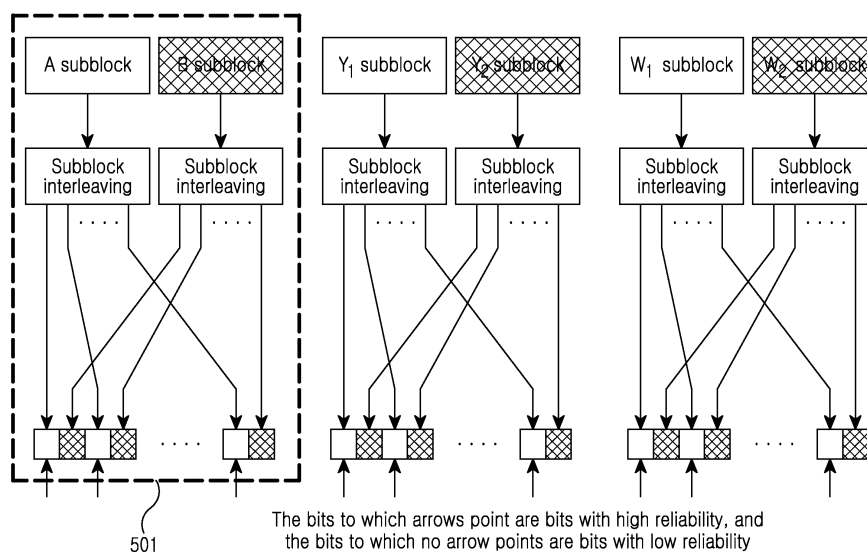 A subblock
B subblock
Y1 subblock
Y2 subblock
W1 subblock
W2 subblock
Subblock
interleaving
Subblock
interleaving
Subblock
interleaving
Subblock
interleaving
Subblock
interleaving
Subblock
interleaving
501
The bits to which arrows point are bits with high reliability, and
the bits to which no arrow points are bits with low reliability